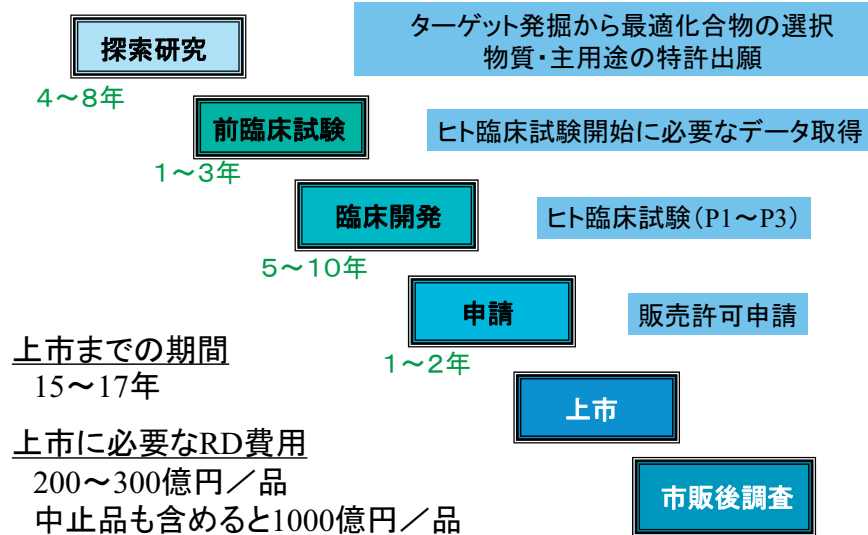 探索研究
ターゲット発掘から最適化合物の選択
物質・主用途の特許出願
4～8年
前臨床試験
ヒト臨床試験開始に必要なデータ取得
1～3年
臨床開発
ヒト臨床試験（P1～P3）
5～10年
申請
販売許可申請
1～2年
上市までの期間
15～17年
上市
上市に必要なRD費用
200～300億円／品
中止品も含めると1000億円／品
市販後調査